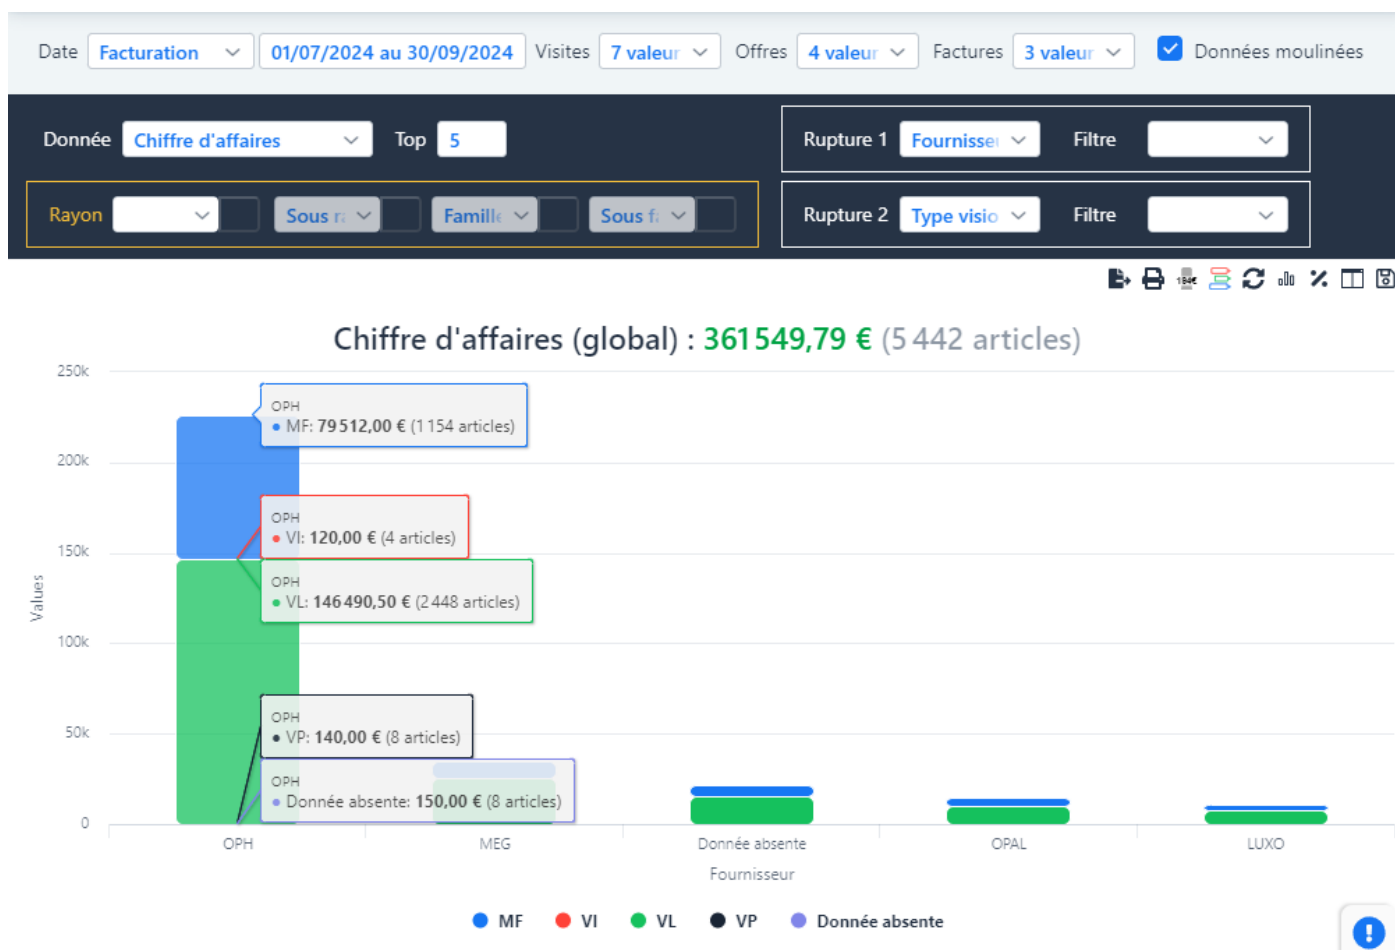 Date Facturation 01/07/2024 au 30/09/2024 Visites 7 valeur Offres 4 valeur Factures 3 valeur Données moulinées
Donnée Chiffre d'affaires Top 5 Rupture 1 Fournisseu Filtre
Rayon Sous ra Famille Sous fa Rupture 2 Type visio Filtre
184€
Chiffre d'affaires (global) : 361 549,79 € (5 442 articles)
250k
200k
150k
100k
50k
0
Values
OPH
MF: 79 512,00 € (1 154 articles)
OPH
VI: 120,00 € (4 articles)
OPH
VL: 146 490,50 € (2 448 articles)
OPH
VP: 140,00 € (8 articles)
OPH
Donnée absente: 150,00 € (8 articles)
OPH MEG Donnée absente OPAL LUXO
Fournisseur
MF VI VL VP Donnée absente